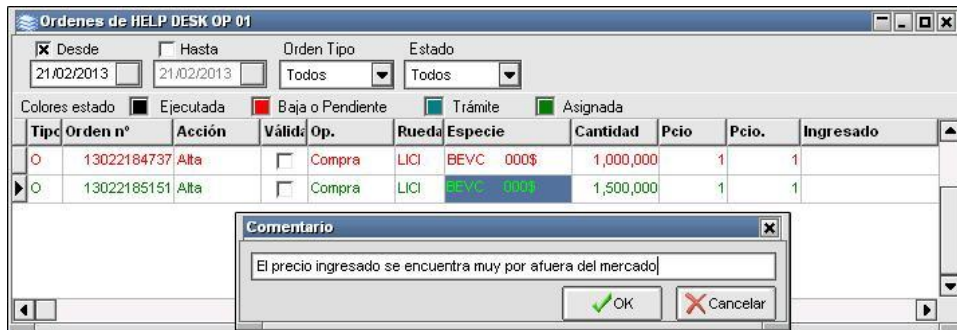 Ordenes de HELP DESK OP 01
Desde Hasta Orden Tipo Estado
21/02/2013 21/02/2013 Todos Todos
Colores estado Ejecutada Baja o Pendiente Trámite Asignada
Tipo Orden nº Acción Válida Op. Rueda Especie Cantidad Pcio Pcio. Ingresado
O 13022184737 Alta Compra LICI BEVC 000$ 1,000,000 1 1
O 13022185151 Alta Compra LICI BEVC 000$ 1,500,000 1 1
Comentario
El precio ingresado se encuentra muy por afuera del mercado
OK Cancelar